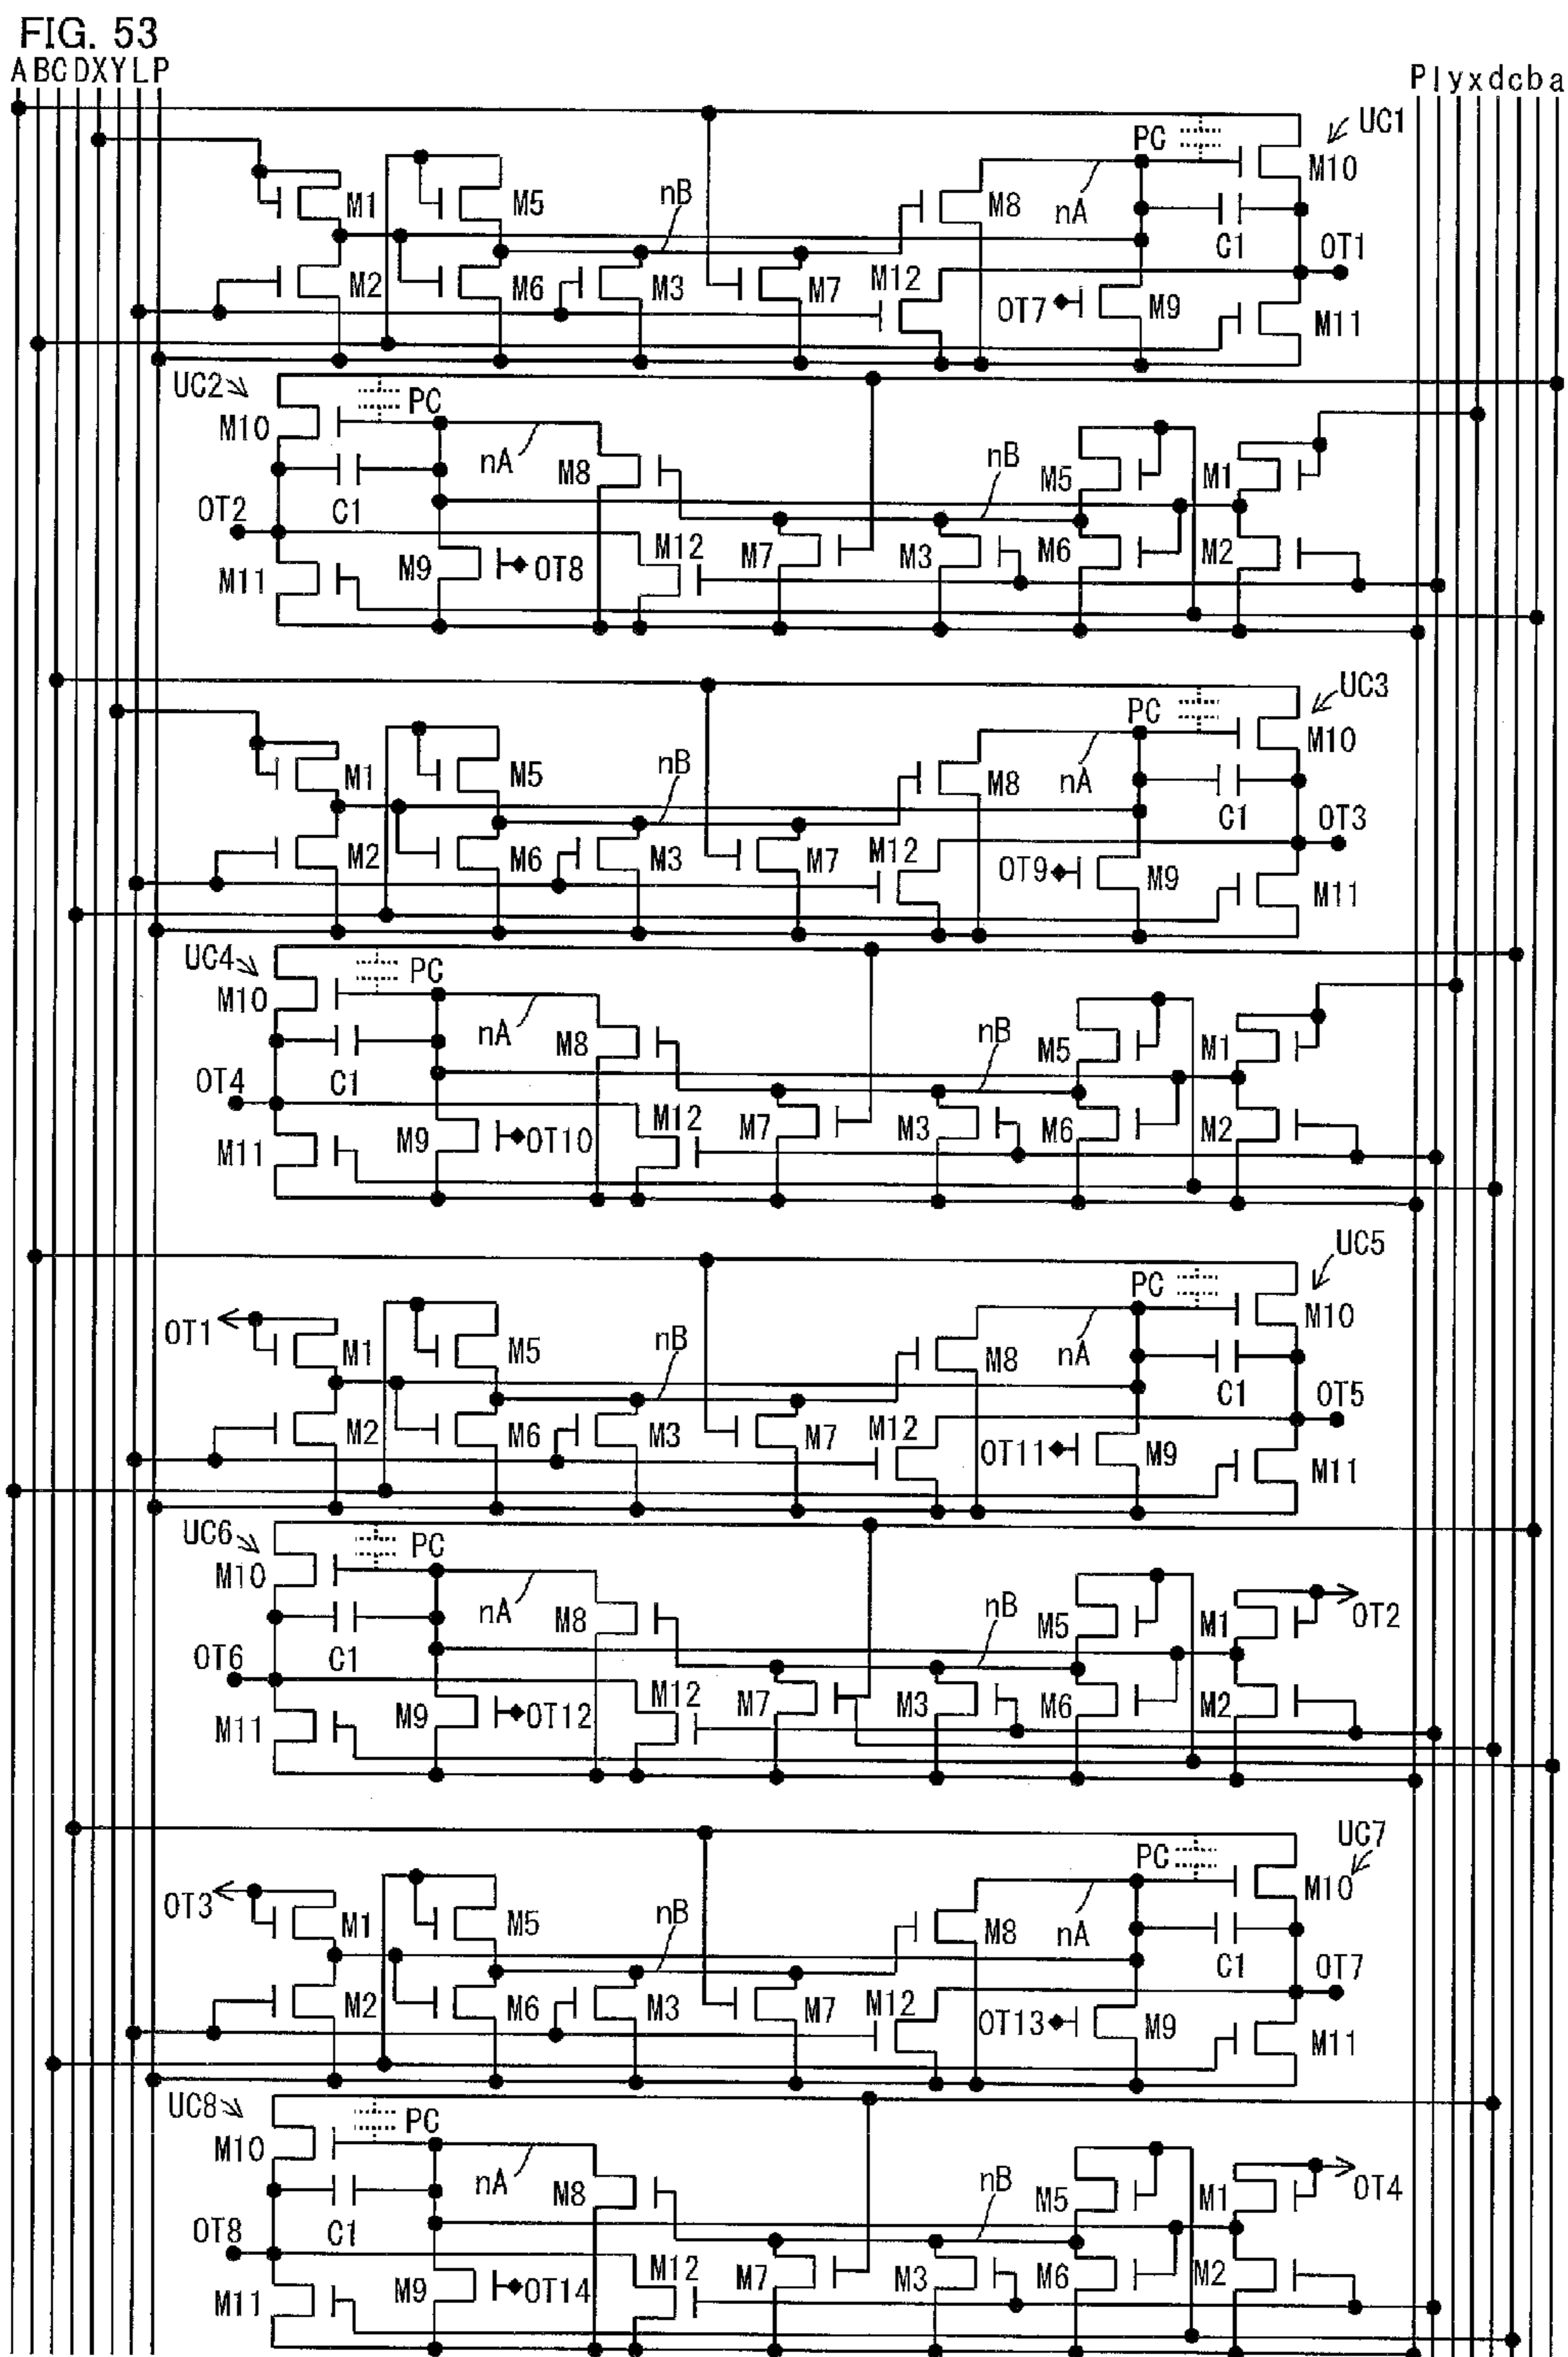 FIG. 53
A B C D X Y L P
P l y x d c b a
UC1
PC
M10
M1
M5
nB
M8
nA
C1
OT1
M2
M6
M3
M7
M12
OT7
M9
M11
UC2
PC
M10
nA
M8
nB
M5
M1
OT2
C1
M11
M9
OT8
M12
M7
M3
M6
M2
UC3
PC
M10
M1
M5
nB
M8
nA
C1
OT3
M2
M6
M3
M7
M12
OT9
M9
M11
UC4
PC
M10
nA
M8
nB
M5
M1
OT4
C1
M11
M9
OT10
M12
M7
M3
M6
M2
UC5
PC
M10
OT1
M1
M5
nB
M8
nA
C1
OT5
M2
M6
M3
M7
M12
OT11
M9
M11
UC6
PC
M10
nA
M8
nB
M5
M1
OT2
OT6
C1
M11
M9
OT12
M12
M7
M3
M6
M2
UC7
PC
M10
OT3
M1
M5
nB
M8
nA
C1
OT7
M2
M6
M3
M7
M12
OT13
M9
M11
UC8
PC
M10
nA
M8
nB
M5
M1
OT4
OT8
C1
M11
M9
OT14
M12
M7
M3
M6
M2